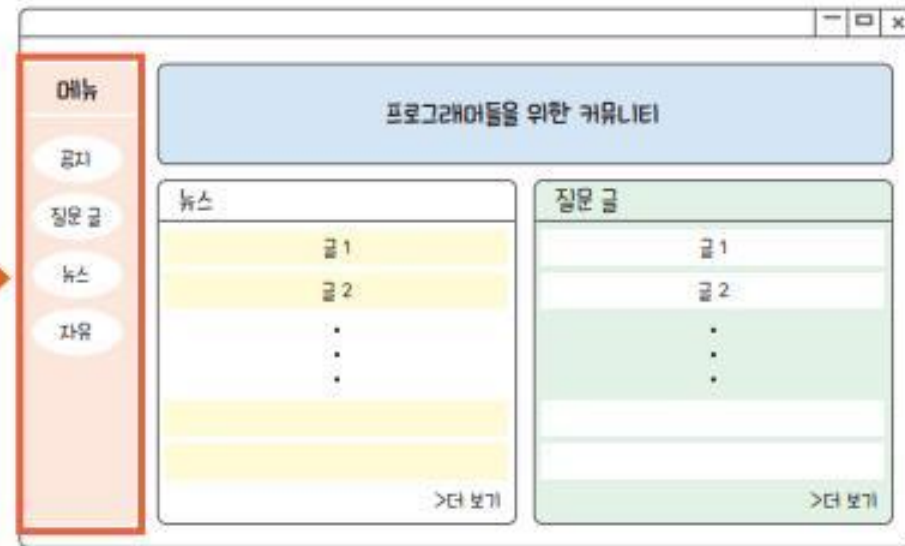 메뉴
공지
질문 글
뉴스
자유
프로그래머들을 위한 커뮤니티
뉴스
글 1
글 2
>더 보기
질문 글
글 1
글 2
>더 보기